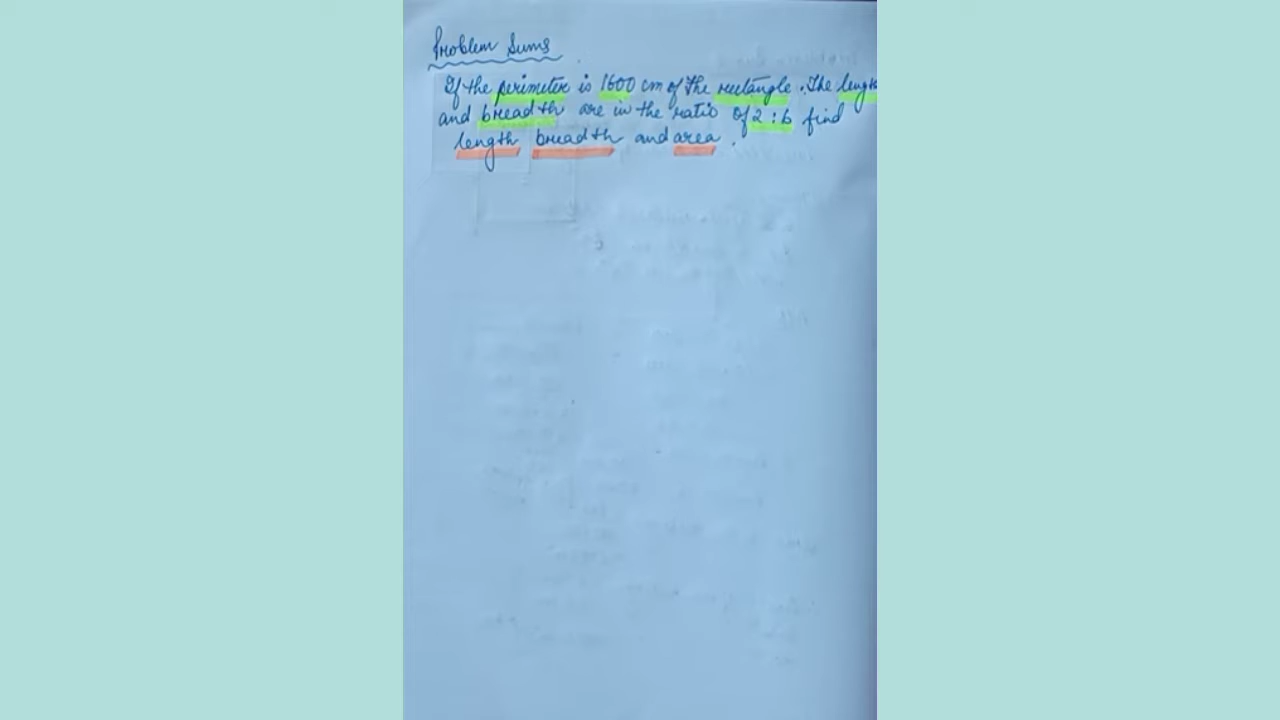 Problem Sums
If the perimeter is 1600 cm of the rectangle . The length
and breadth are in the ratio of 2 : 6 find
length breadth and area .